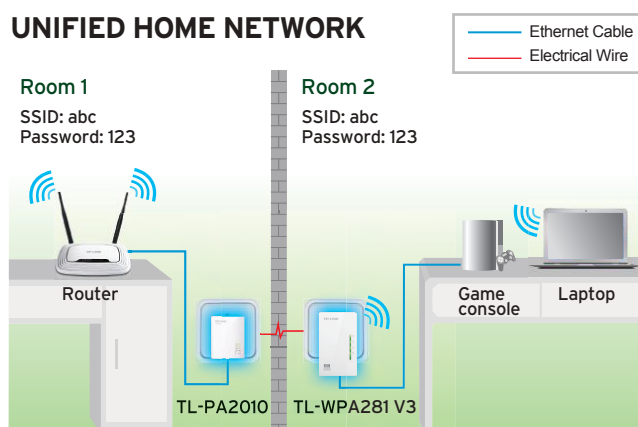 UNIFIED HOME NETWORK
Ethernet Cable
Electrical Wire
Room 1
SSID: abc
Password: 123
Room 2
SSID: abc
Password: 123
Router
Game
console
Laptop
TL-PA2010
TL-WPA281 V3